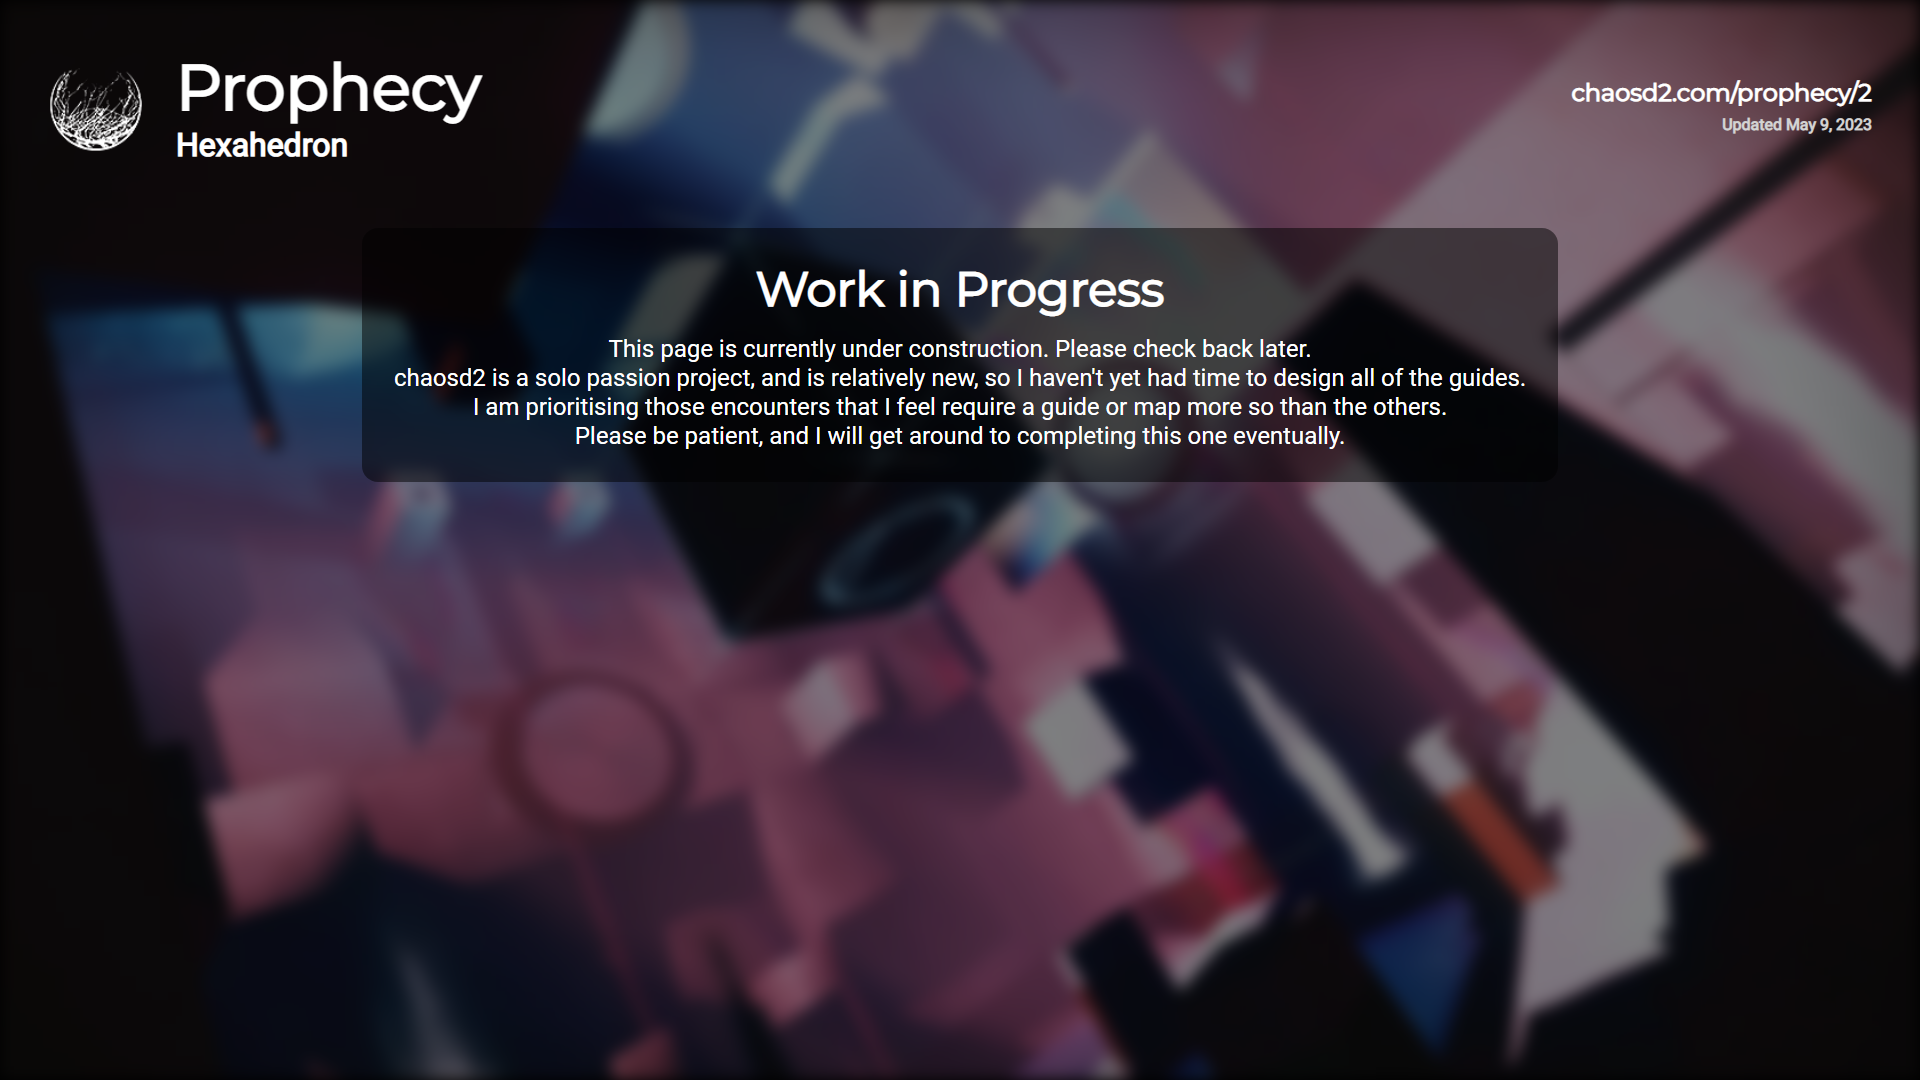 Prophecy
Hexahedron
chaosd2.com/prophecy/2
Updated May 9, 2023
Work in Progress
This page is currently under construction. Please check back later.
chaosd2 is a solo passion project, and is relatively new, so I haven't yet had time to design all of the guides.
I am prioritising those encounters that I feel require a guide or map more so than the others.
Please be patient, and I will get around to completing this one eventually.